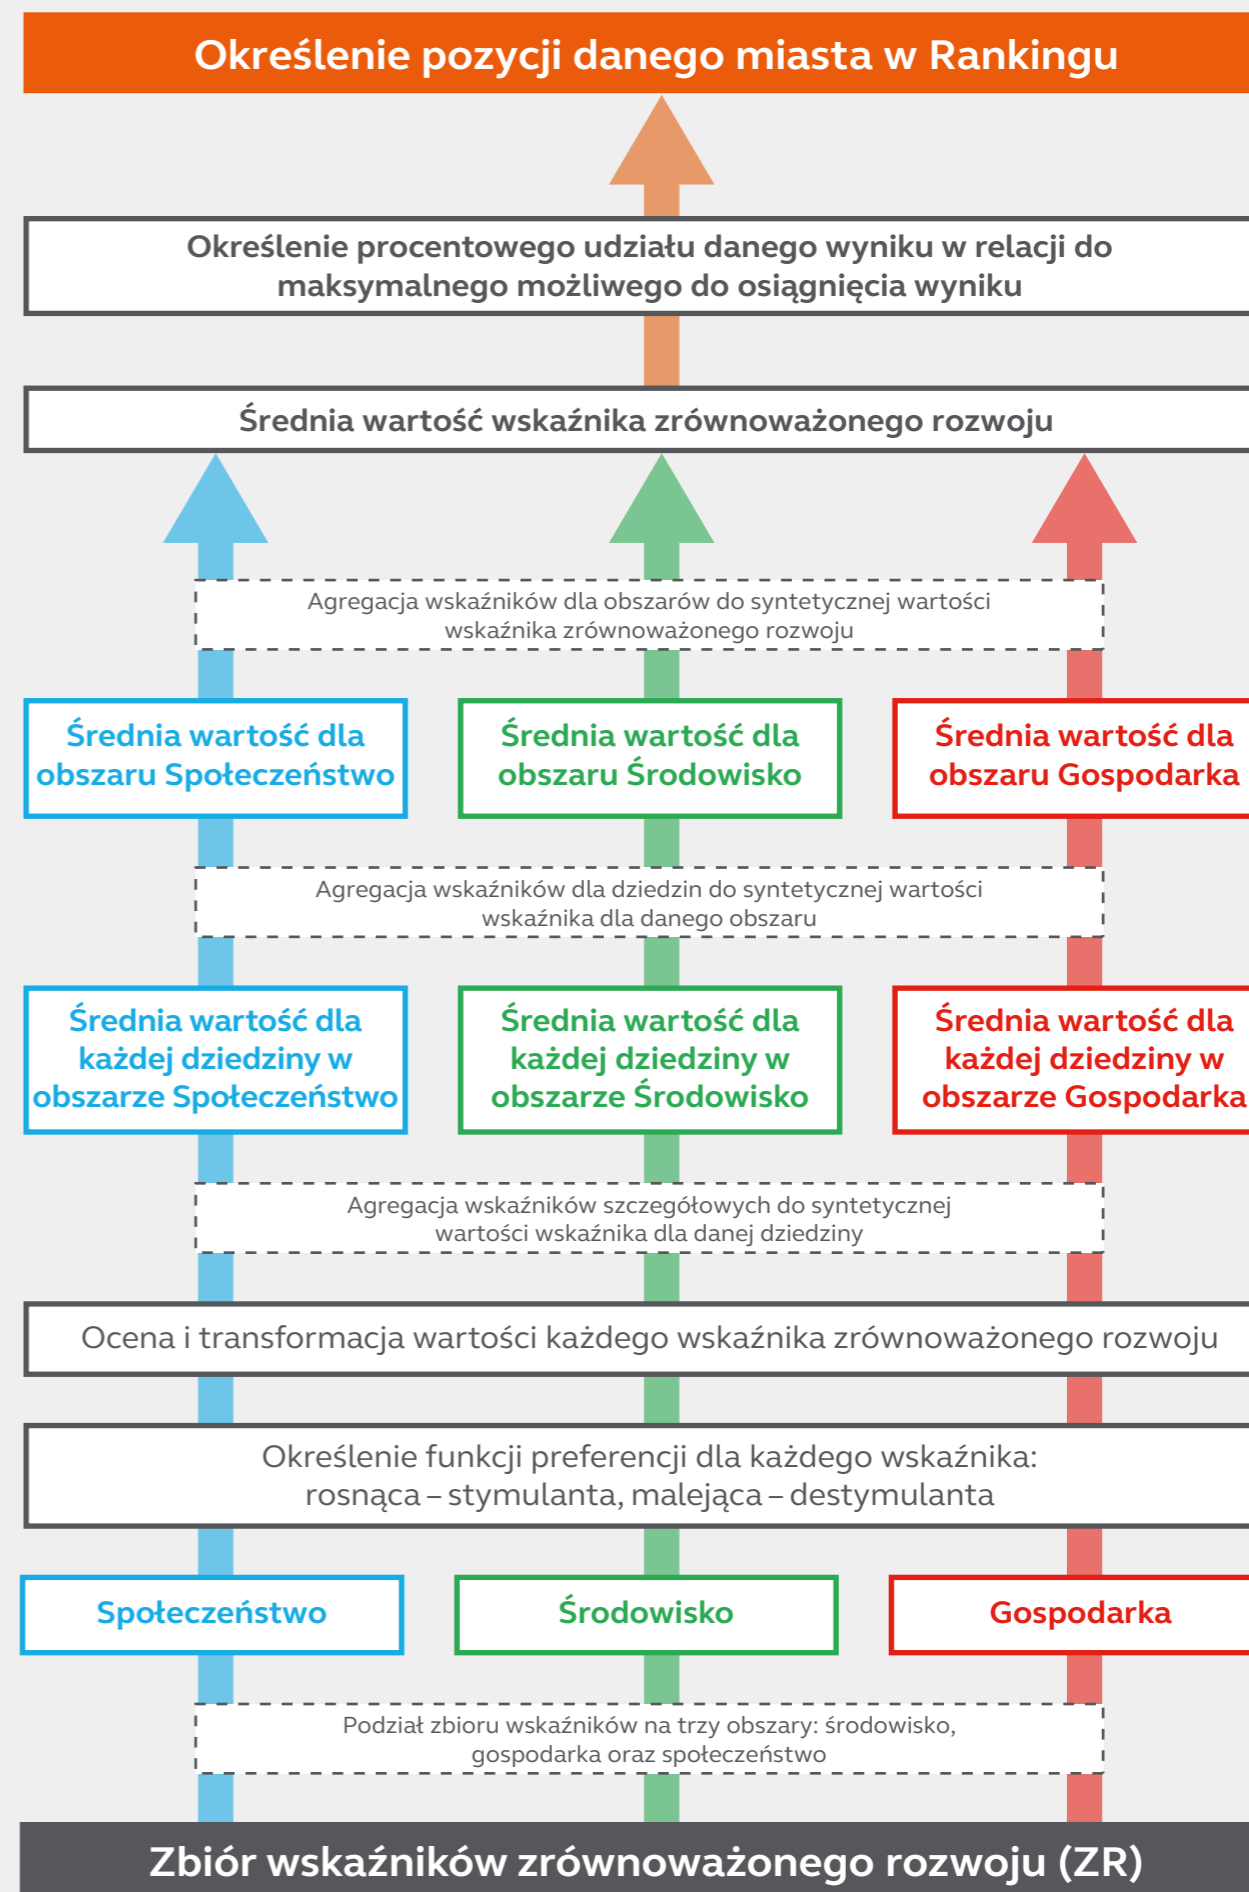 Określenie pozycji danego miasta w Rankingu
Określenie procentowego udziału danego wyniku w relacji do
maksymalnego możliwego do osiągnięcia wyniku
Średnia wartość wskaźnika zrównoważonego rozwoju
Agregacja wskaźników dla obszarów do syntetycznej wartości
wskaźnika zrównoważonego rozwoju
Średnia wartość dla
obszaru Społeczeństwo
Średnia wartość dla
obszaru Środowisko
Średnia wartość dla
obszaru Gospodarka
Agregacja wskaźników dla dziedzin do syntetycznej wartości
wskaźnika dla danego obszaru
Średnia wartość dla
każdej dziedziny w
obszarze Społeczeństwo
Średnia wartość dla
każdej dziedziny w
obszarze Środowisko
Średnia wartość dla
każdej dziedziny w
obszarze Gospodarka
Agregacja wskaźników szczegółowych do syntetycznej
wartości wskaźnika dla danej dziedziny
Ocena i transformacja wartości każdego wskaźnika zrównoważonego rozwoju
Określenie funkcji preferencji dla każdego wskaźnika:
rosnąca – stymulanta, malejąca – destymulanta
Społeczeństwo
Środowisko
Gospodarka
Podział zbioru wskaźników na trzy obszary: środowisko,
gospodarka oraz społeczeństwo
Zbiór wskaźników zrównoważonego rozwoju (ZR)